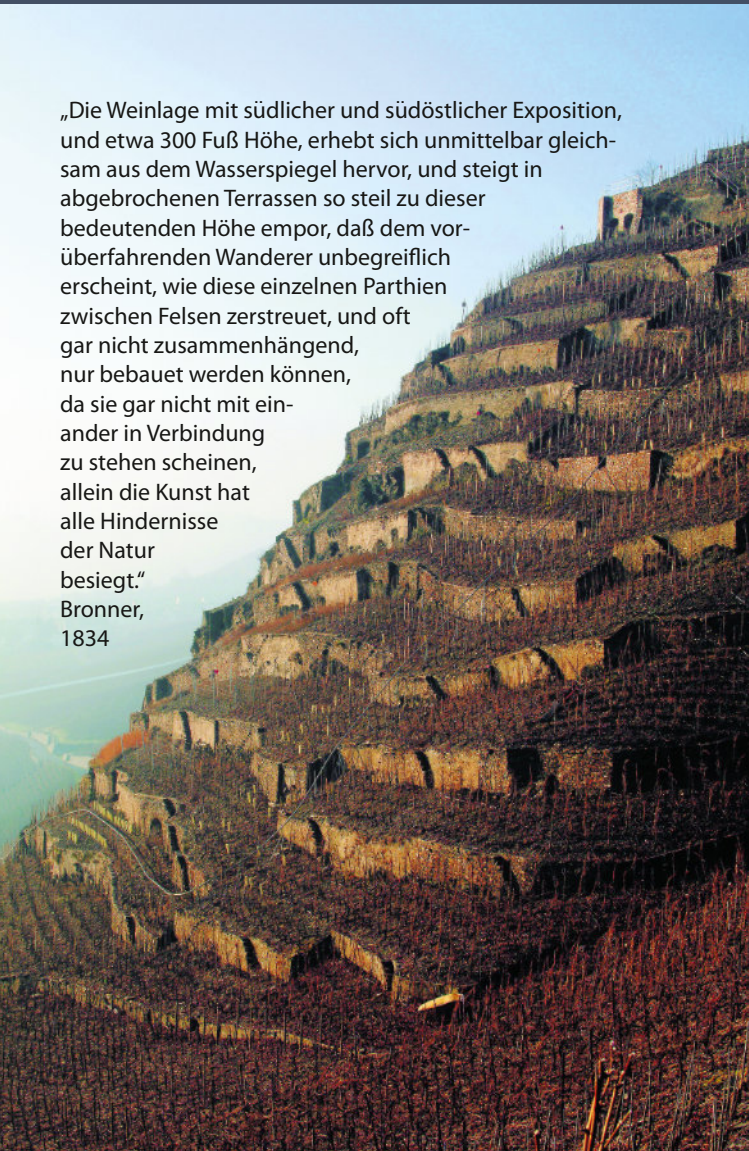 „Die Weinlage mit südlicher und südöstlicher Exposition,
und etwa 300 Fuß Höhe, erhebt sich unmittelbar gleich-
sam aus dem Wasserspiegel hervor, und steigt in
abgebrochenen Terrassen so steil zu dieser
bedeutenden Höhe empor, daß dem vor-
überfahrenden Wanderer unbegreiflich
erscheint, wie diese einzelnen Parthien
zwischen Felsen zerstreuet, und oft
gar nicht zusammenhängend,
nur bebauet werden können,
da sie gar nicht mit ein-
ander in Verbindung
zu stehen scheinen,
allein die Kunst hat
alle Hindernisse
der Natur
besiegt.“
Bronner,
1834